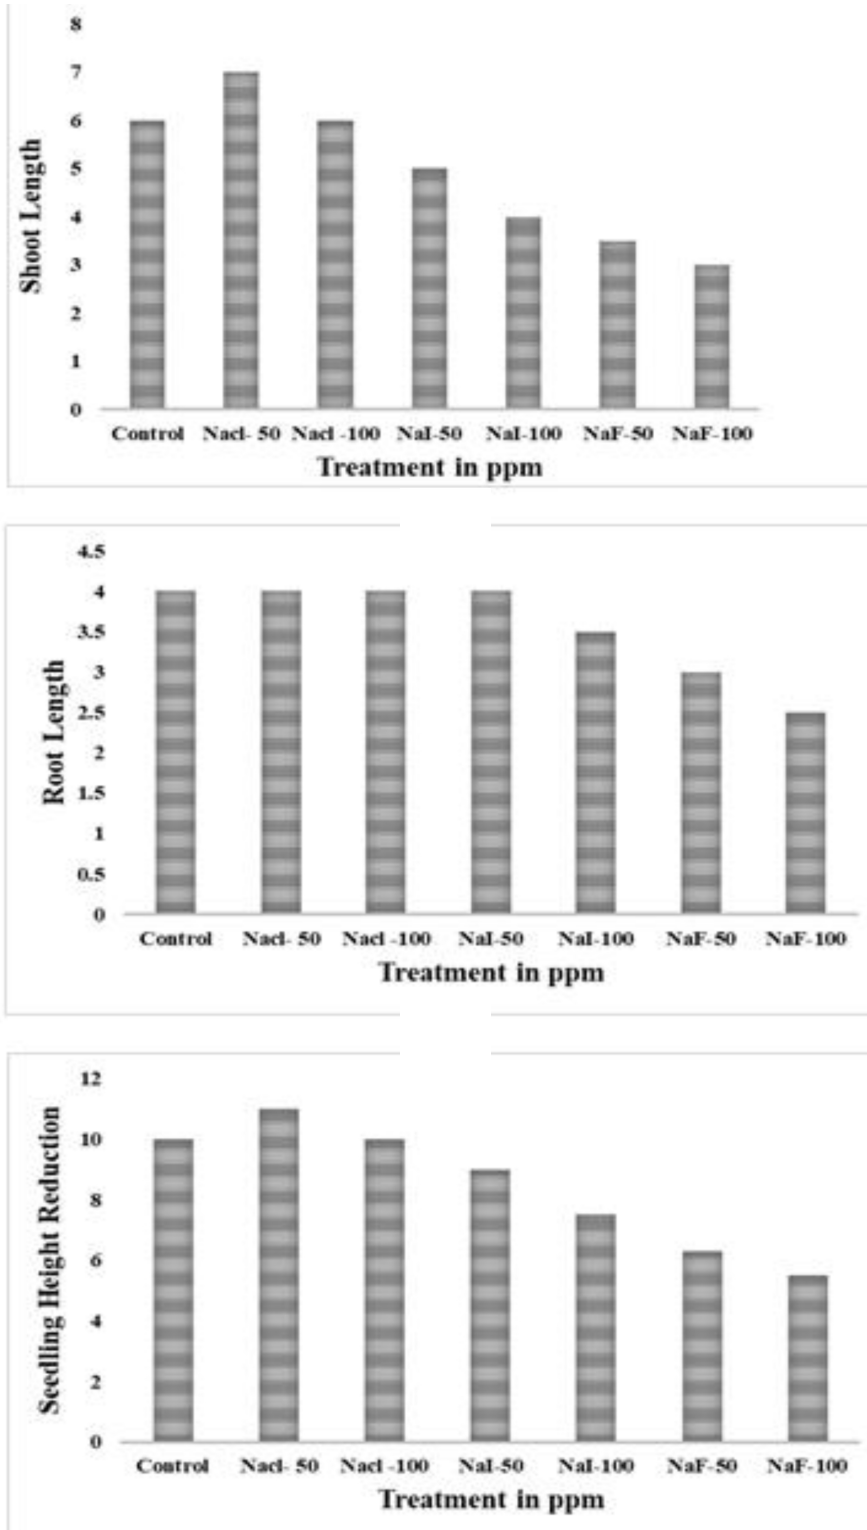 8
7
6
5
4
3
2
1
0
Shoot Length
Control Nacl- 50 Nacl -100 NaI-50 NaI-100 NaF-50 NaF-100
Treatment in ppm
4.5
4
3.5
3
2.5
2
1.5
1
0.5
0
Root Length
Control Nacl- 50 Nacl -100 NaI-50 NaI-100 NaF-50 NaF-100
Treatment in ppm
12
10
8
6
4
2
0
Seedling Height Reduction
Control Nacl- 50 Nacl -100 NaI-50 NaI-100 NaF-50 NaF-100
Treatment in ppm